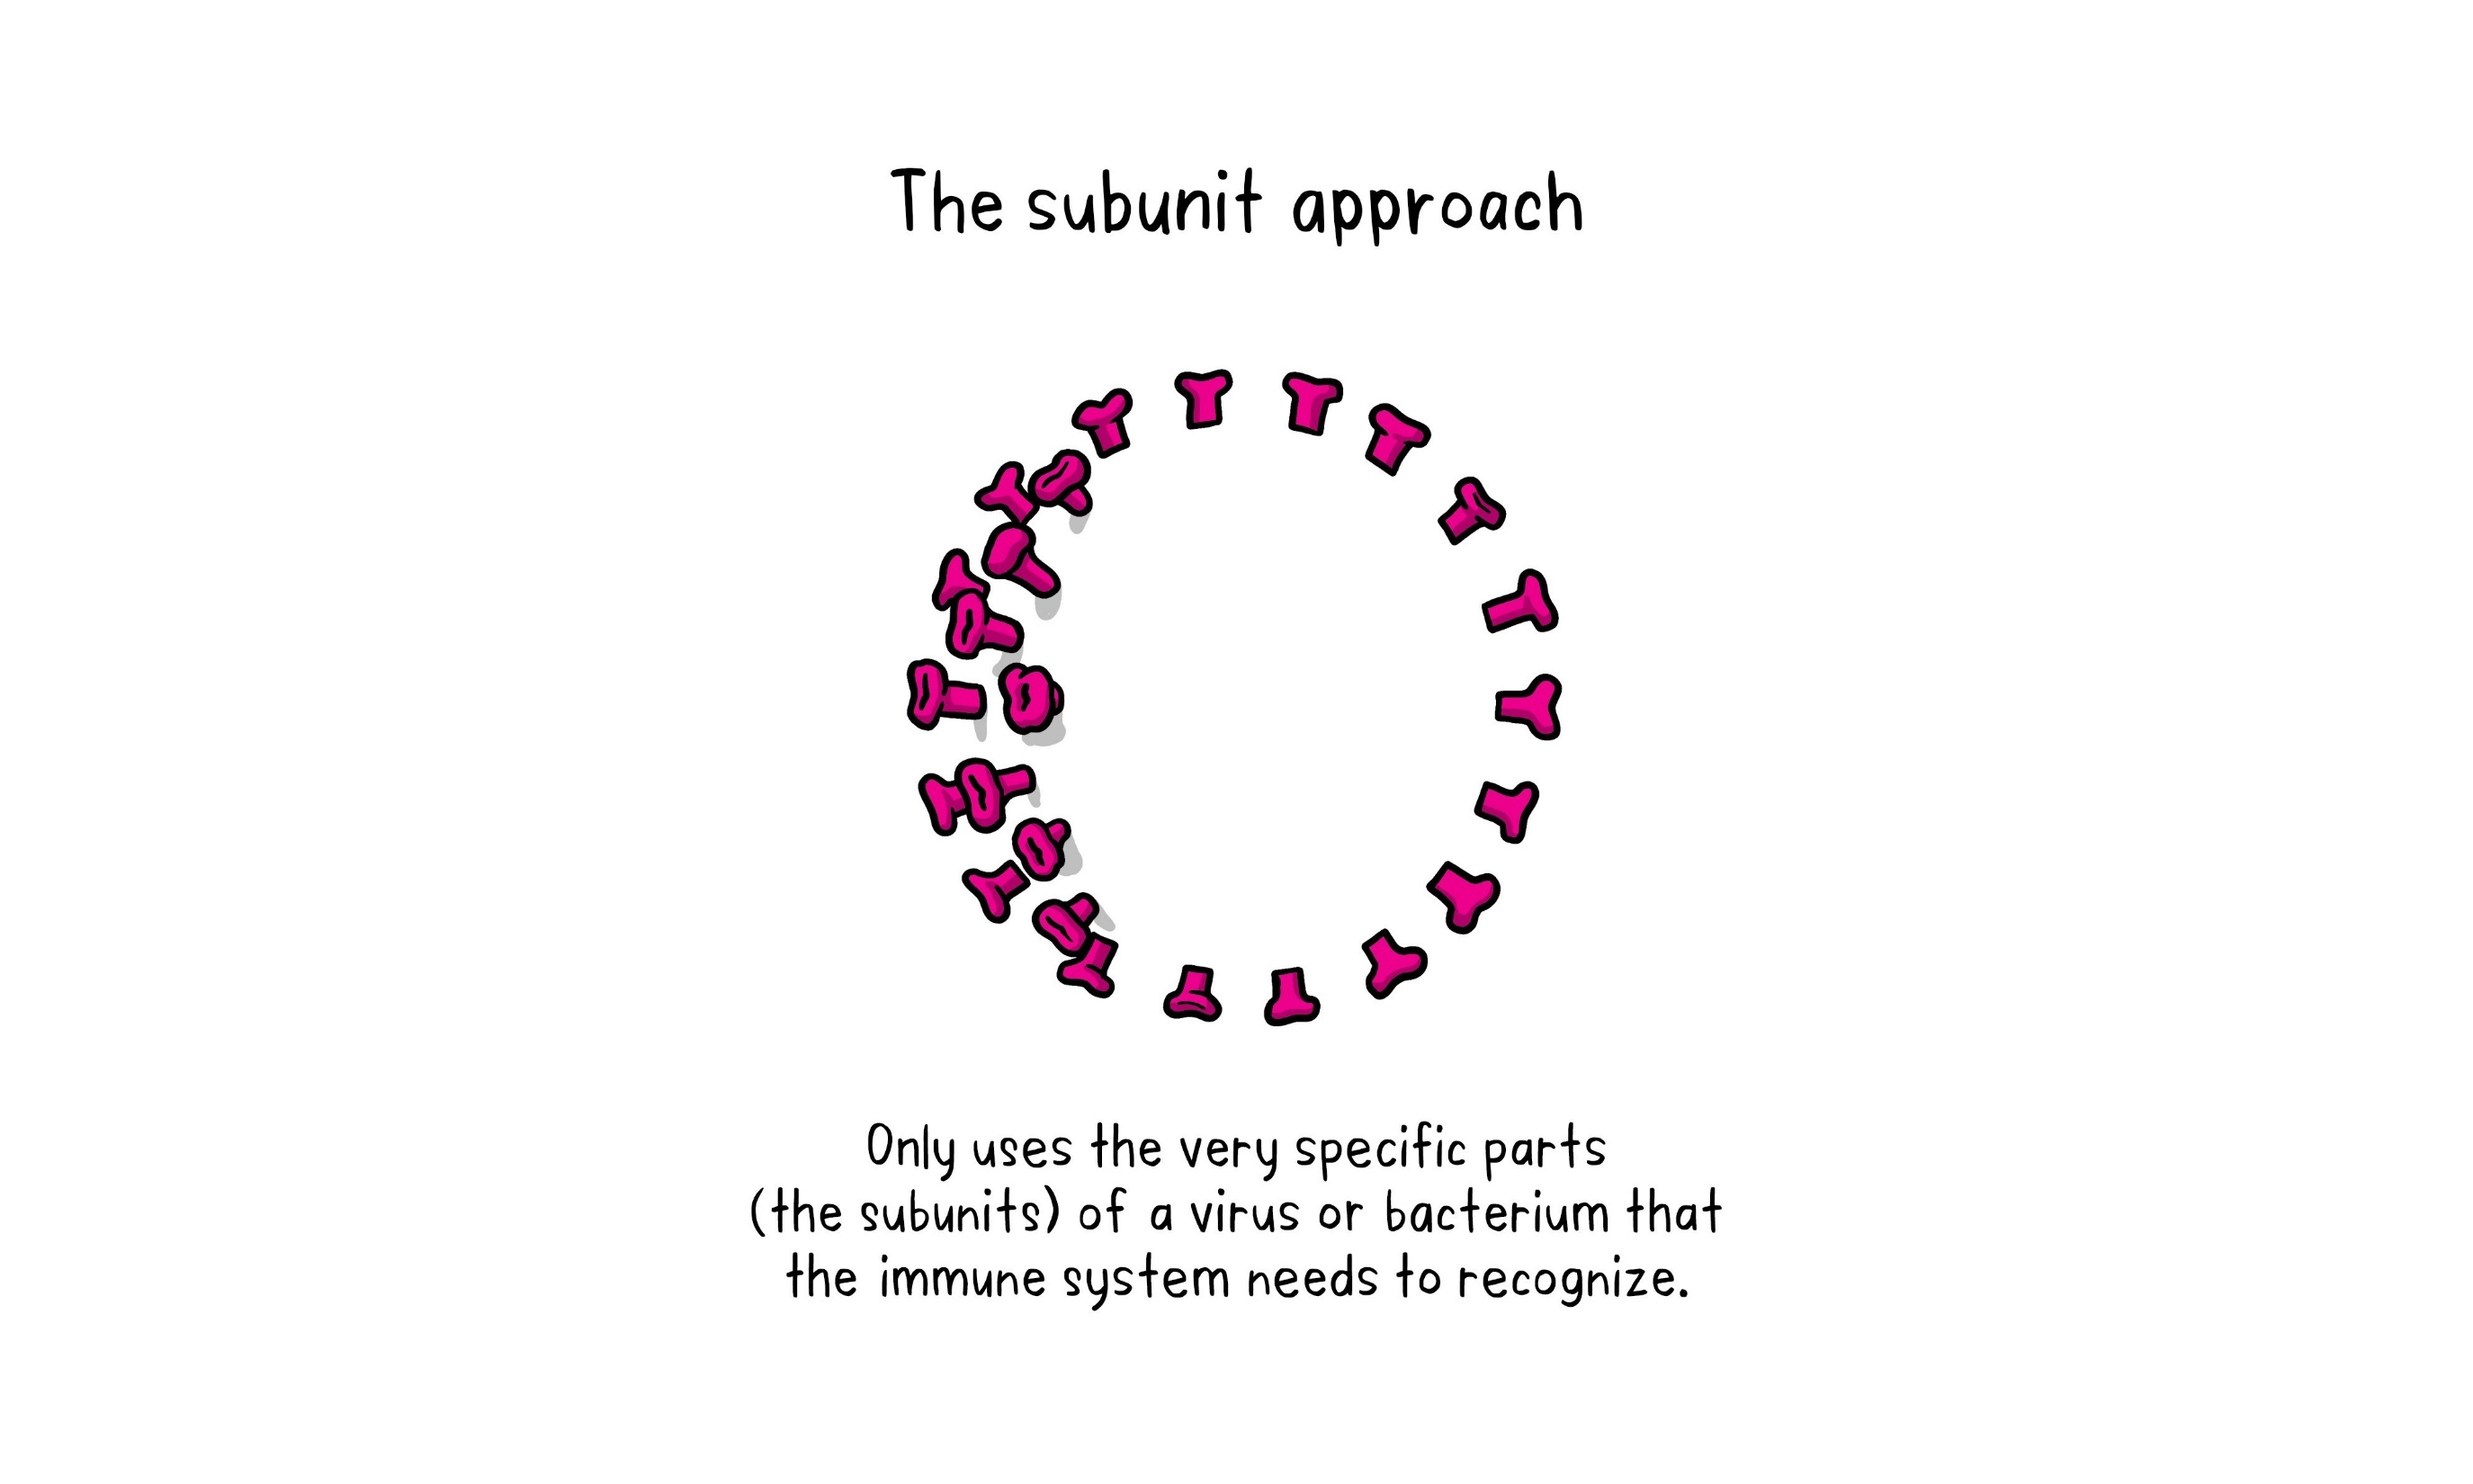 The subunit approach
Only uses the very specific parts
(the subunits) of a virus or bacterium that
the immune system needs to recognize.